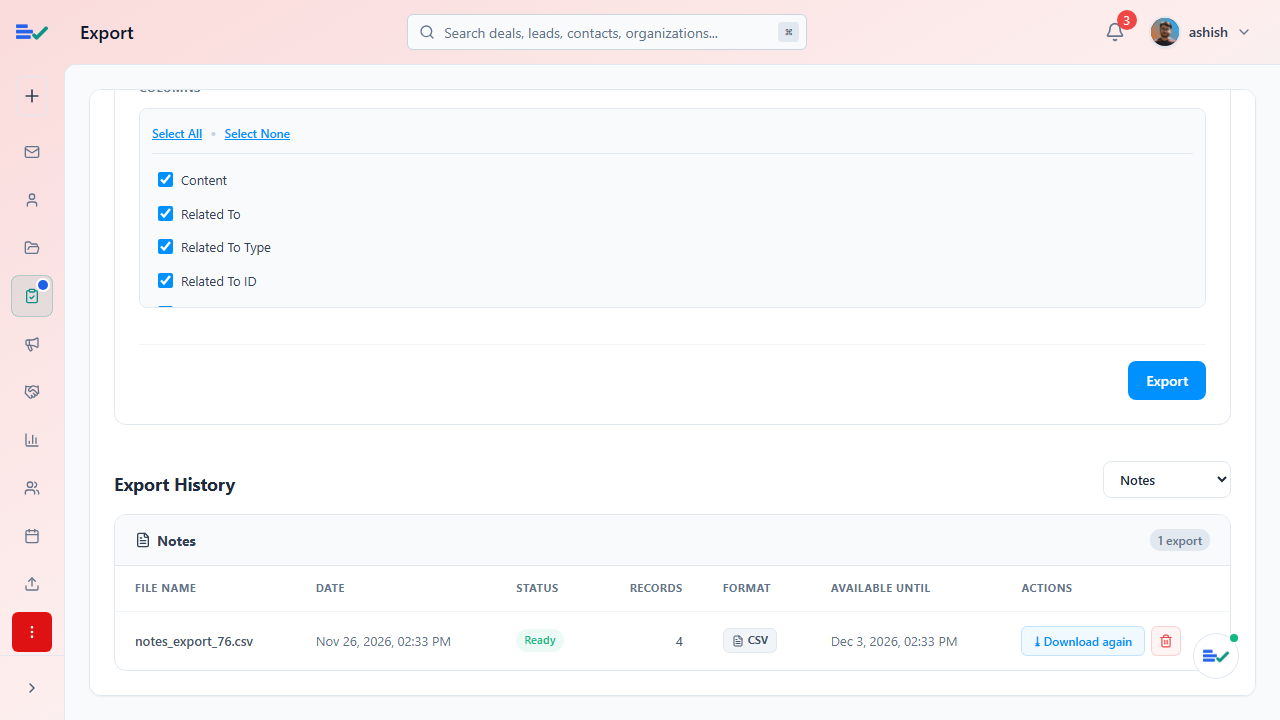 Export
Search deals, leads, contacts, organizations...
⌘
3
ashish
COLUMNS
Select All • Select None
Content
Related To
Related To Type
Related To ID
Export
Export History
Notes
Notes
1 export
FILE NAME DATE STATUS RECORDS FORMAT AVAILABLE UNTIL ACTIONS
notes_export_76.csv Nov 26, 2026, 02:33 PM Ready 4 CSV Dec 3, 2026, 02:33 PM Download again